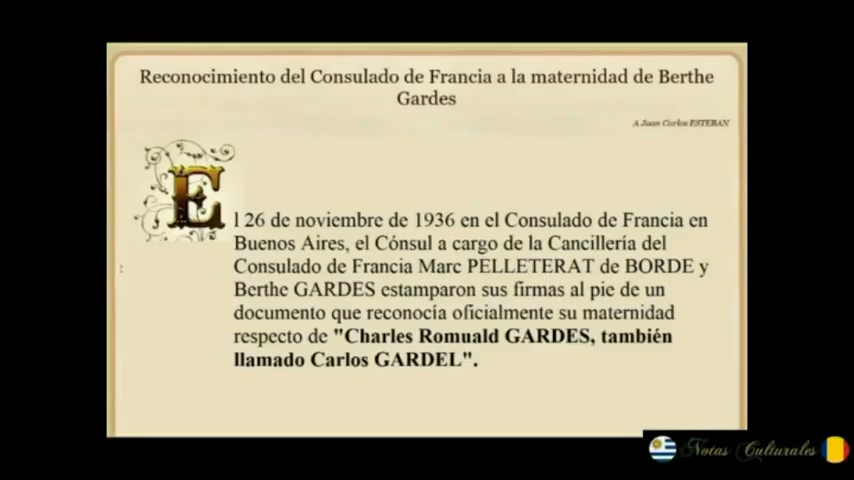 Reconocimiento del Consulado de Francia a la maternidad de Berthe
Gardes
A Juan Carlos ESTEBAN
El 26 de noviembre de 1936 en el Consulado de Francia en
Buenos Aires, el Cónsul a cargo de la Cancillería del
Consulado de Francia Marc PELLETERAT de BORDE y
Berthe GARDES estamparon sus firmas al pie de un
documento que reconocía oficialmente su maternidad
respecto de "Charles Romuald GARDES, también
llamado Carlos GARDEL".
Notas Culturales